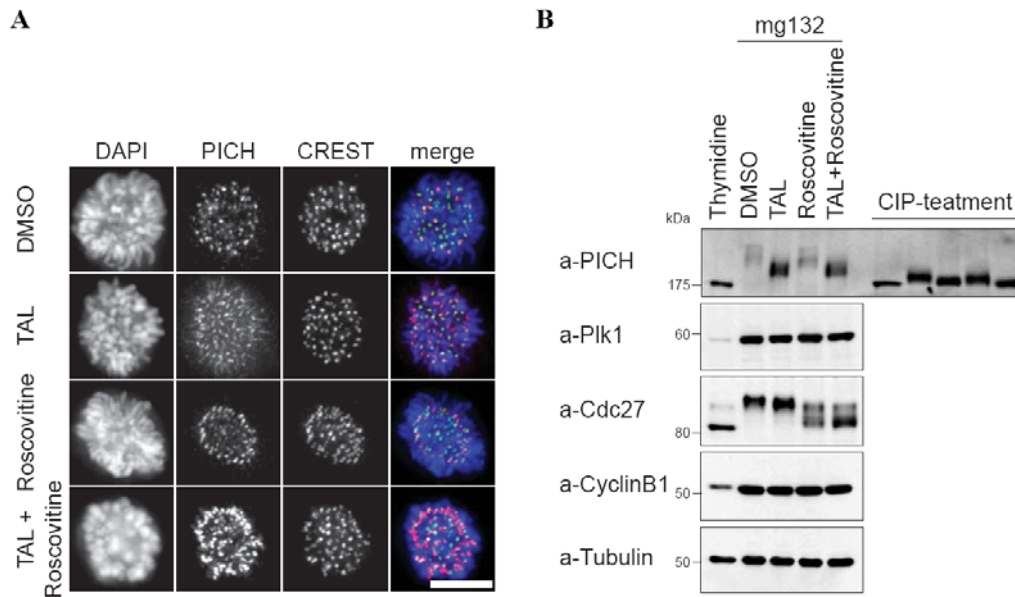 A
DAPI PICH CREST merge
DMSO
TAL
Roscovitine
TAL +
Roscovitine
B
mg132
Thymidine
DMSO
TAL
Roscovitine
TAL+Roscovitine
CIP-teatment
kDa
a-PICH
175
a-Plk1
60
a-Cdc27
80
a-CyclinB1
50
a-Tubulin
50